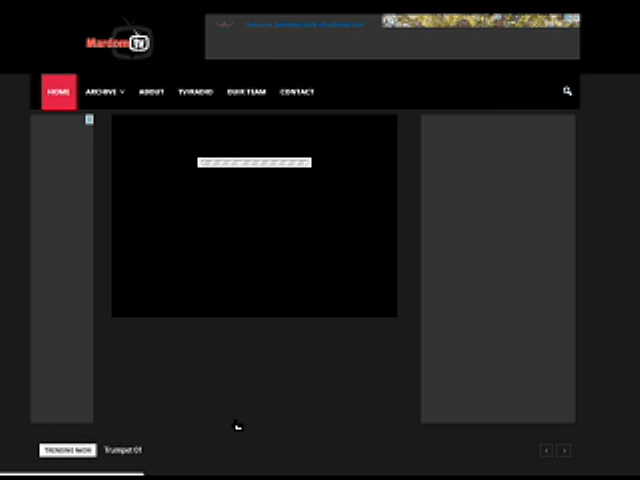 Mardom TV
HOME ARCHIVE ABOUT TV/RADIO OUR TEAM CONTACT
TRENDING NOW Trumpet 01